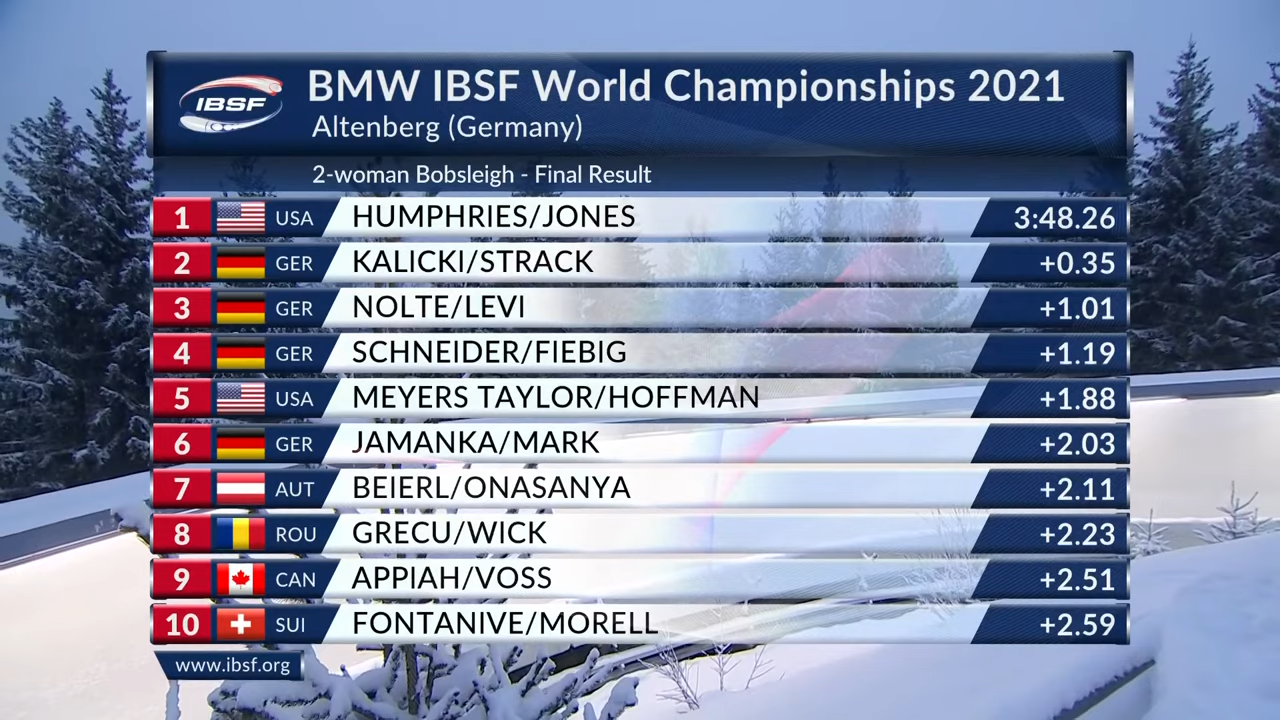 IBSF
BMW IBSF World Championships 2021
Altenberg (Germany)
2-woman Bobsleigh - Final Result
1 USA HUMPHRIES/JONES 3:48.26
2 GER KALICKI/STRACK +0.35
3 GER NOLTE/LEVI +1.01
4 GER SCHNEIDER/FIEBIG +1.19
5 USA MEYERS TAYLOR/HOFFMAN +1.88
6 GER JAMANKA/MARK +2.03
7 AUT BEIERL/ONASANYA +2.11
8 ROU GRECU/WICK +2.23
9 CAN APPIAH/VOSS +2.51
10 SUI FONTANIVE/MORELL +2.59
www.ibsf.org